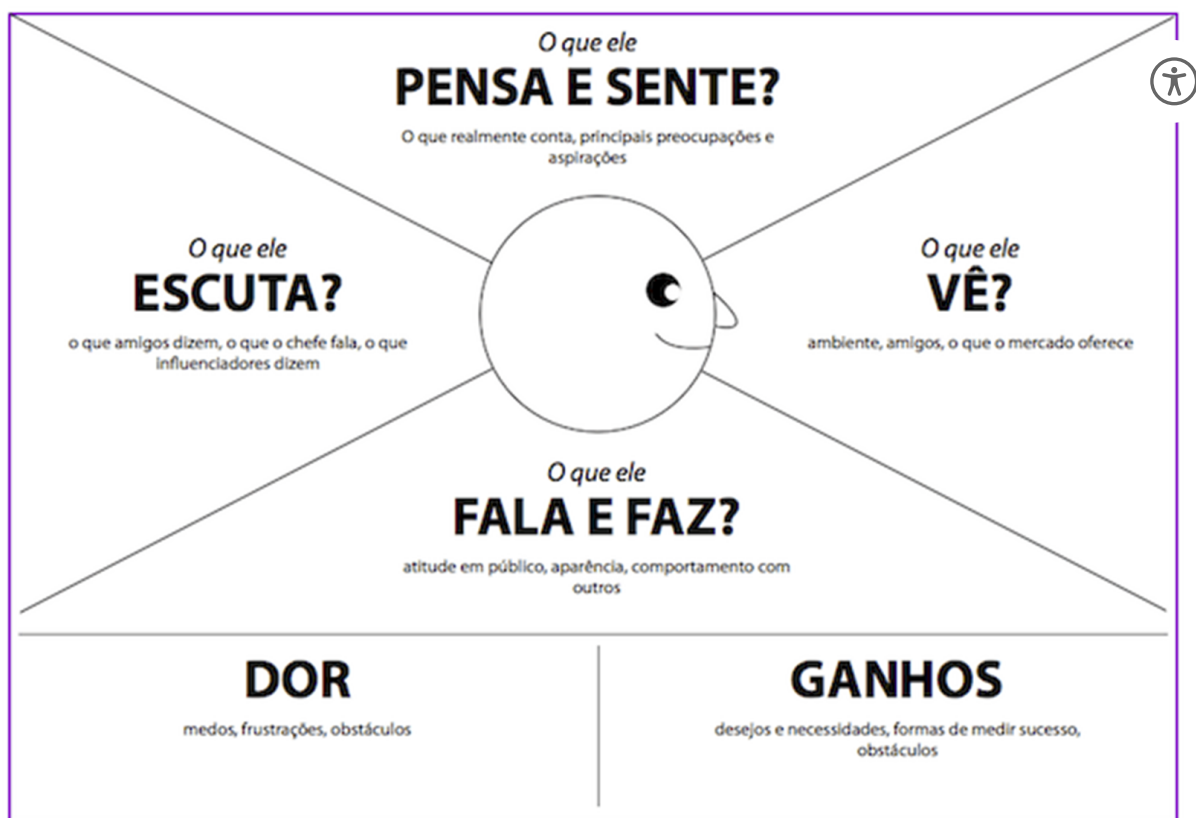 O que ele
PENSA E SENTE?
O que realmente conta, principais preocupações e
aspirações
O que ele
ESCUTA?
o que amigos dizem, o que o chefe fala, o que
influenciadores dizem
O que ele
VÊ?
ambiente, amigos, o que o mercado oferece
O que ele
FALA E FAZ?
atitude em público, aparência, comportamento com
outros
DOR
medos, frustrações, obstáculos
GANHOS
desejos e necessidades, formas de medir sucesso,
obstáculos